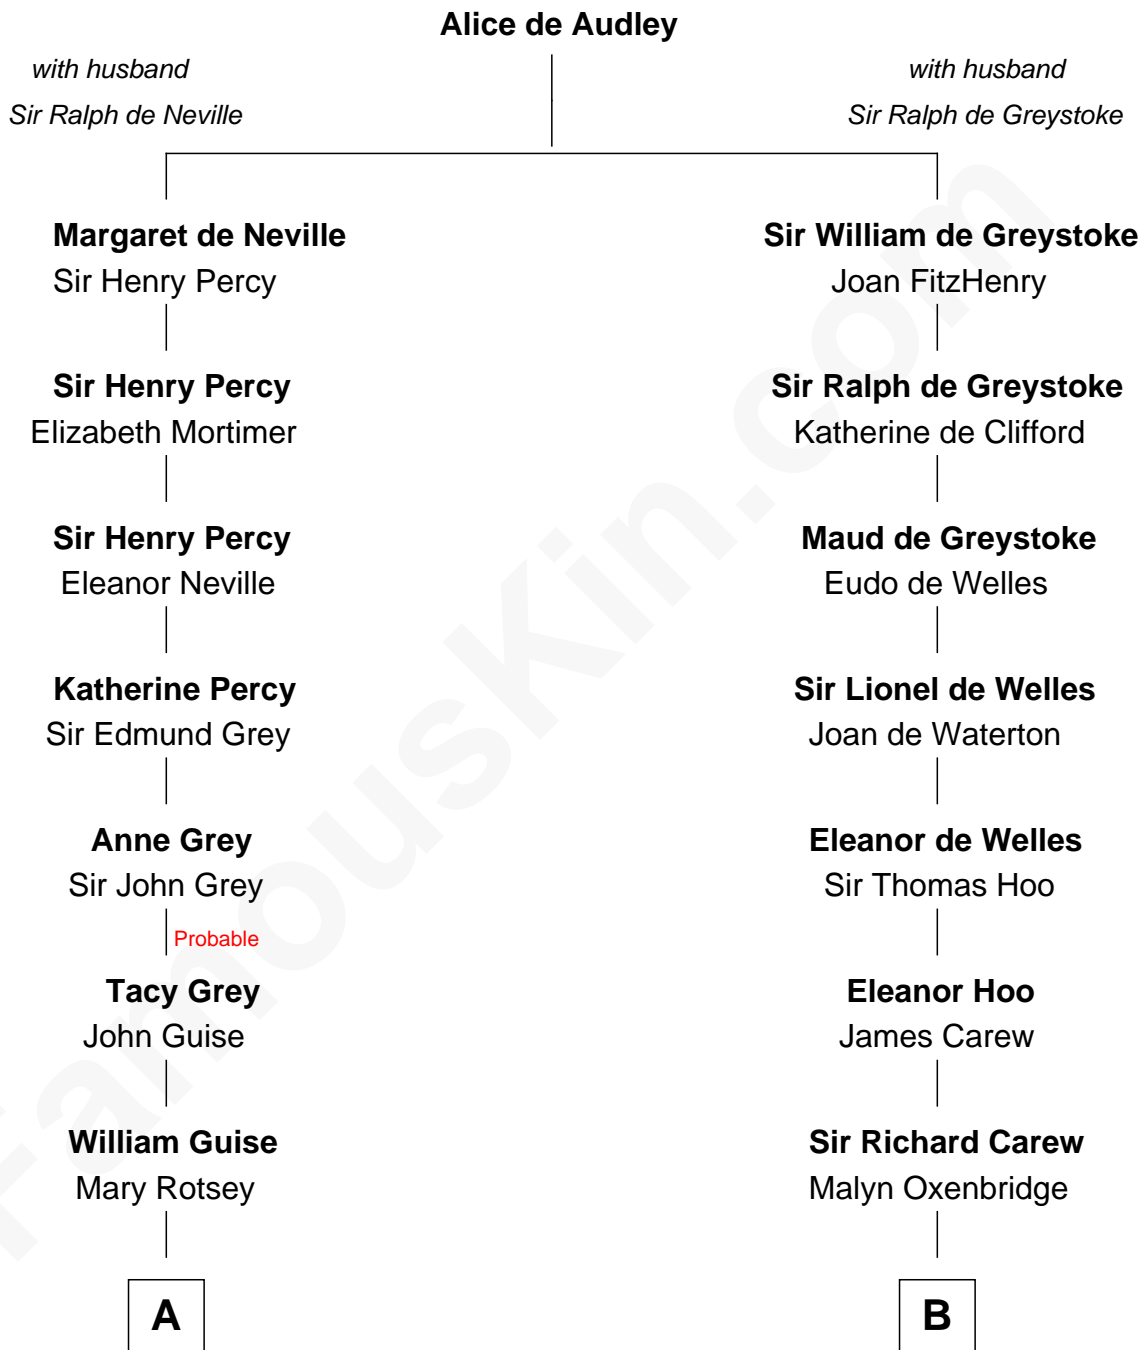 Alice de Audley
with husband
Sir Ralph de Neville
with husband
Sir Ralph de Greystoke
Margaret de Neville
Sir Henry Percy
Sir William de Greystoke
Joan FitzHenry
Sir Henry Percy
Elizabeth Mortimer
Sir Ralph de Greystoke
Katherine de Clifford
Sir Henry Percy
Eleanor Neville
Maud de Greystoke
Eudo de Welles
Katherine Percy
Sir Edmund Grey
Sir Lionel de Welles
Joan de Waterton
Anne Grey
Sir John Grey
Eleanor de Welles
Sir Thomas Hoo
Probable
Tacy Grey
John Guise
Eleanor Hoo
James Carew
William Guise
Mary Rotsey
Sir Richard Carew
Malyn Oxenbridge
A
B
FamousKin.com